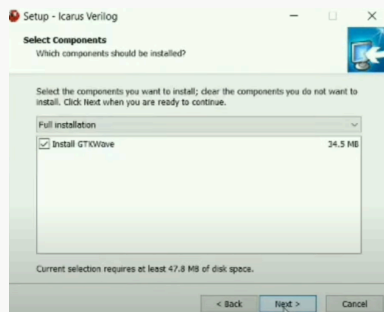 Setup - Icarus Verilog
Select Components
Which components should be installed?
Select the components you want to install; clear the components you do not want to
install. Click Next when you are ready to continue.
Full installation
Install GTKWave 34.5 MB
Current selection requires at least 47.8 MB of disk space.
< Back Next > Cancel